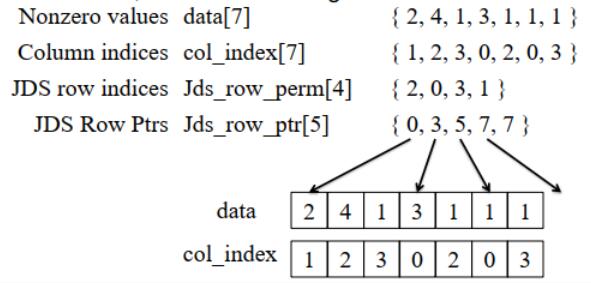 Nonzero values data[7] { 2, 4, 1, 3, 1, 1, 1 }
Column indices col_index[7] { 1, 2, 3, 0, 2, 0, 3 }
JDS row indices Jds_row_perm[4] { 2, 0, 3, 1 }
JDS Row Ptrs Jds_row_ptr[5] { 0, 3, 5, 7, 7 }
data 2 4 1 3 1 1 1
col_index 1 2 3 0 2 0 3